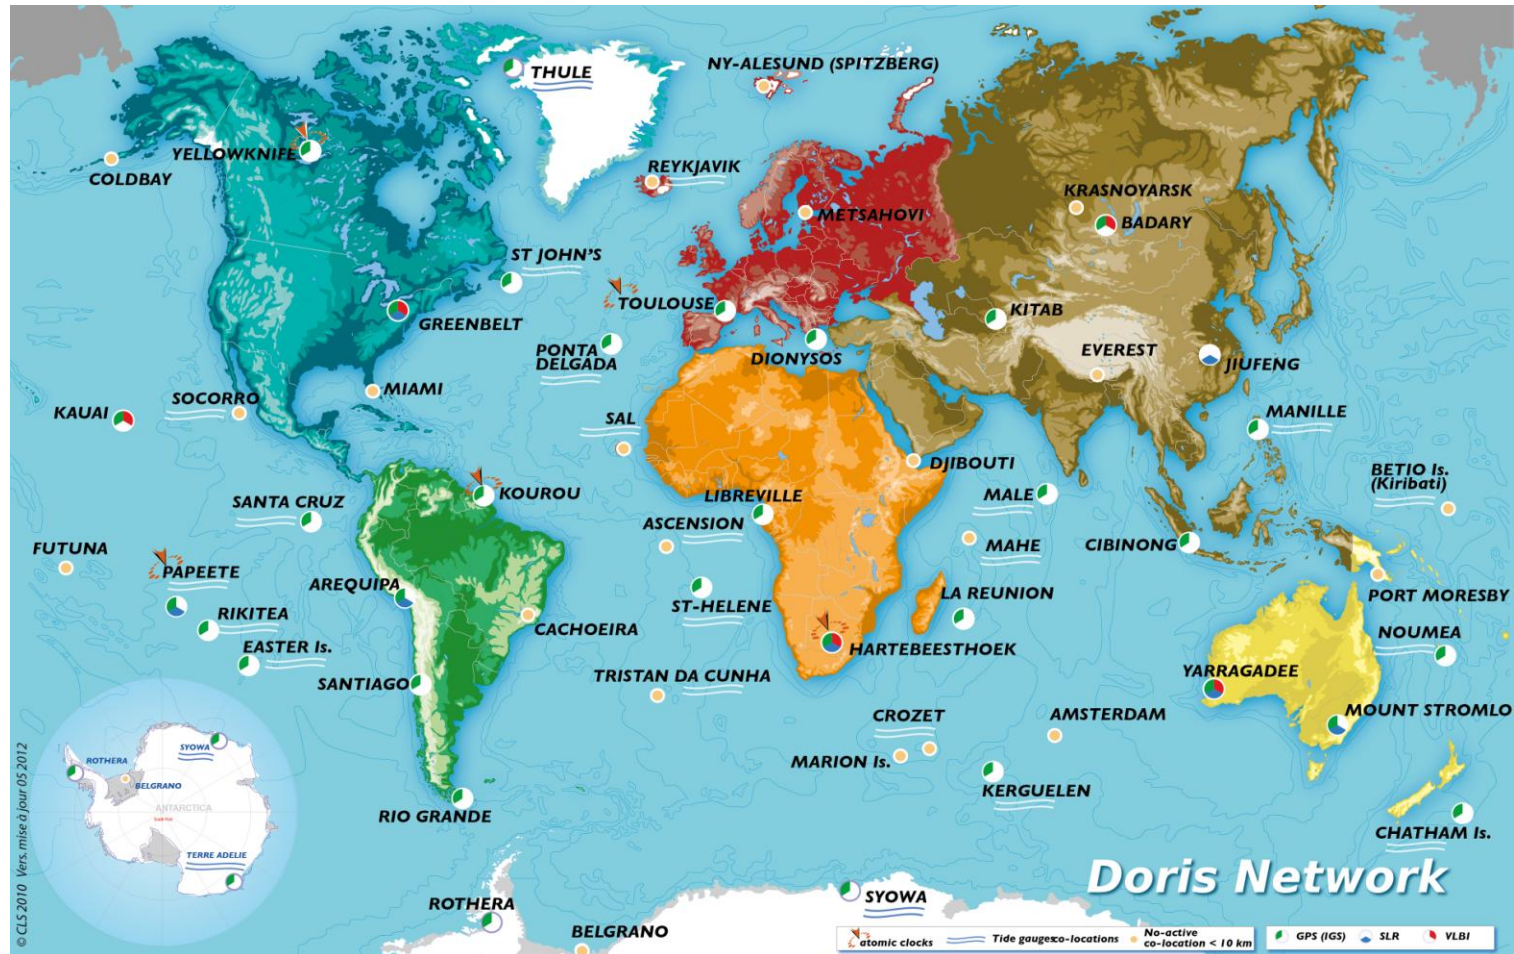 THULE
NY-ALESUND (SPITZBERG)
YELLOWKNIFE
COLDBAY
REYKJAVIK
METSAHOVI
KRASNOYARSK
BADARY
ST JOHN'S
TOULOUSE
GREENBELT
KITAB
PONTA
DELGADA
DIONYSOS
EVEREST
JIUFENG
MIAMI
SOCORRO
KAUAI
SAL
MANILLE
DJIBOUTI
BETIO Is.
(Kiribati)
SANTA CRUZ
KOUROU
LIBREVILLE
MALE
ASCENSION
FUTUNA
MAHE
CIBINONG
PAPEETE
AREQUIPA
ST-HELENE
LA REUNION
PORT MORESBY
RIKITEA
CACHOEIRA
NOUMEA
EASTER Is.
HARTEBEESTHOEK
SANTIAGO
TRISTAN DA CUNHA
YARRAGADEE
CROZET
AMSTERDAM
MOUNT STROMLO
MARION Is.
KERGUELEN
RIO GRANDE
CHATHAM Is.
SYOWA
ROTHERA
BELGRANO
ANTARCTICA
TERRE ADELIE
Doris Network
ROTHERA
SYOWA
BELGRANO
atomic clocks
Tide gauges co-locations
No-active
co-location < 10 km
GPS (IGS)
SLR
VLBI
© CLS 2010 Vers. mise à jour 05 2012